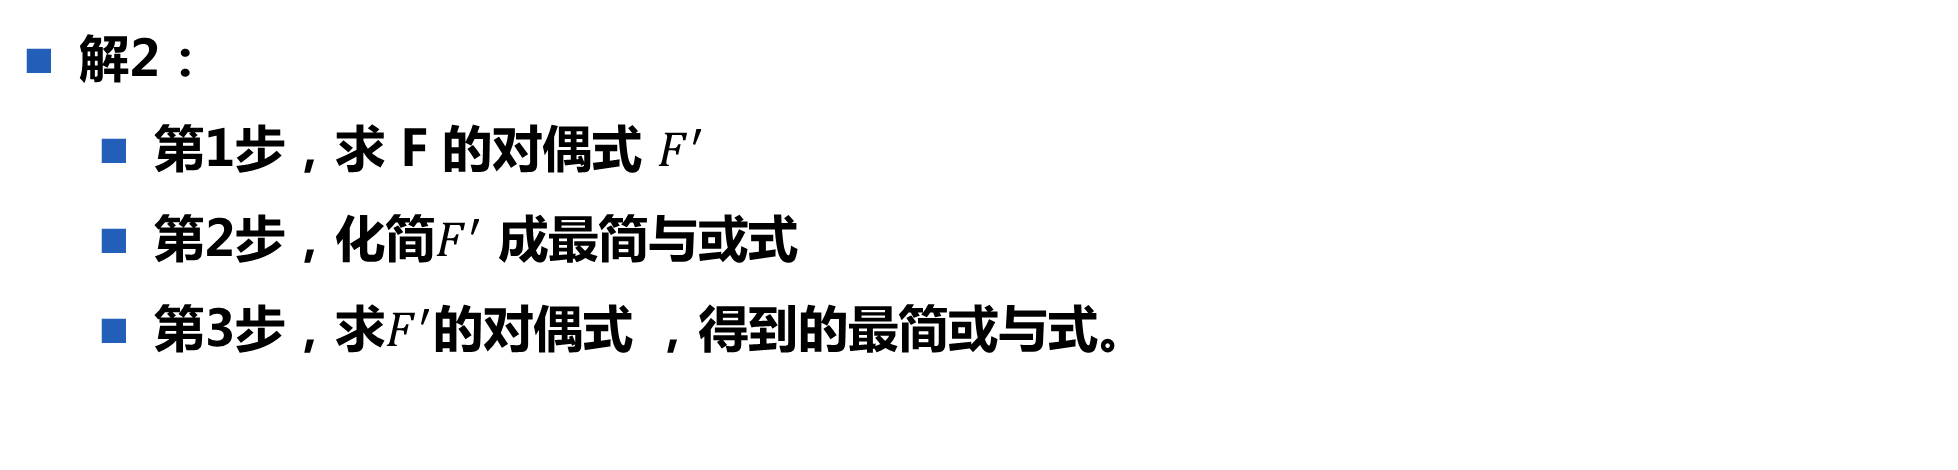 解2：
第1步，求 F 的对偶式 F′
第2步，化简F′ 成最简与或式
第3步，求F′的对偶式 ，得到的最简或与式。